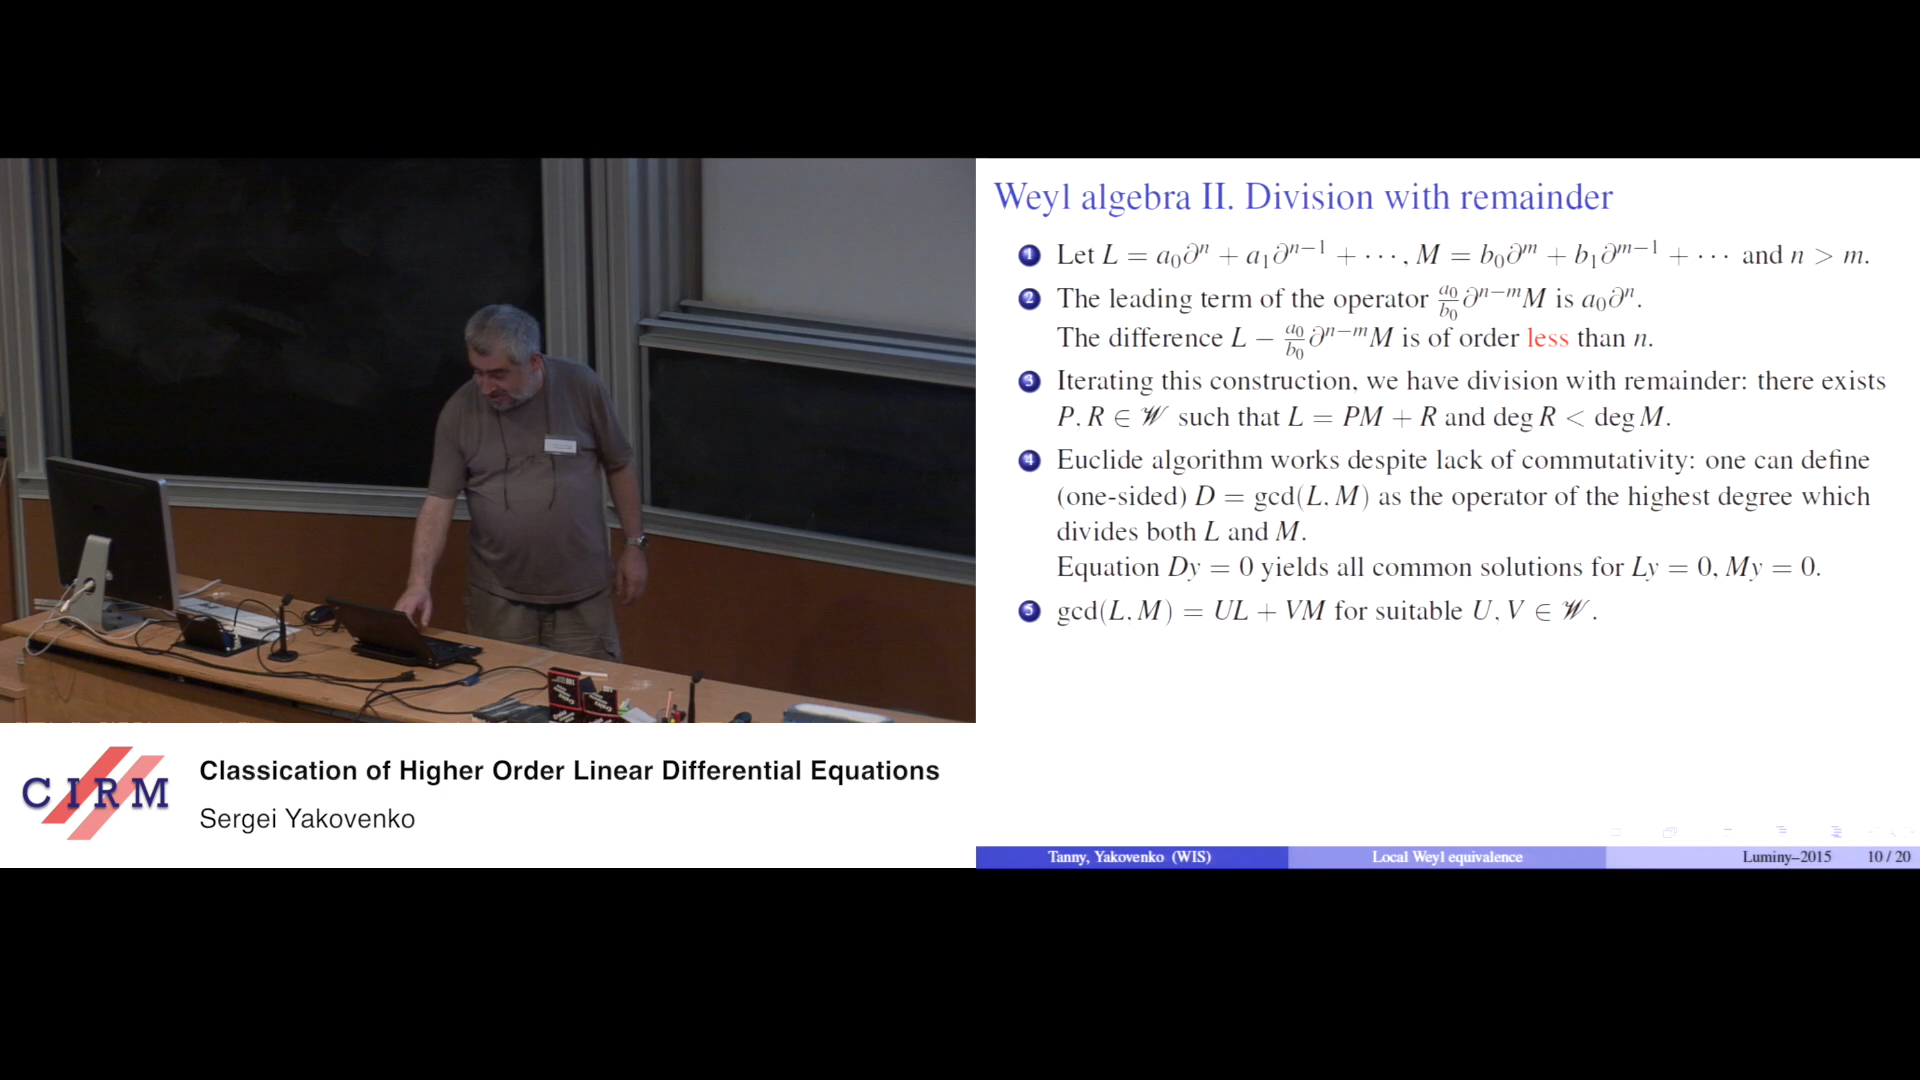 Weyl algebra II. Division with remainder
1 Let L = a₀∂ⁿ + a₁∂ⁿ⁻¹ + ⋯ , M = b₀∂ᵐ + b₁∂ᵐ⁻¹ + ⋯ and n > m.
2 The leading term of the operator a₀/b₀ ∂ⁿ⁻ᵐM is a₀∂ⁿ.
The difference L − a₀/b₀ ∂ⁿ⁻ᵐM is of order less than n.
3 Iterating this construction, we have division with remainder: there exists
P, R ∈ 𝒲 such that L = PM + R and deg R < deg M.
4 Euclide algorithm works despite lack of commutativity: one can define
(one-sided) D = gcd(L, M) as the operator of the highest degree which
divides both L and M.
Equation Dy = 0 yields all common solutions for Ly = 0, My = 0.
5 gcd(L, M) = UL + VM for suitable U, V ∈ 𝒲.
Tanny, Yakovenko (WIS) Local Weyl equivalence Luminy–2015 10 / 20
CIRM
Classication of Higher Order Linear Differential Equations
Sergei Yakovenko